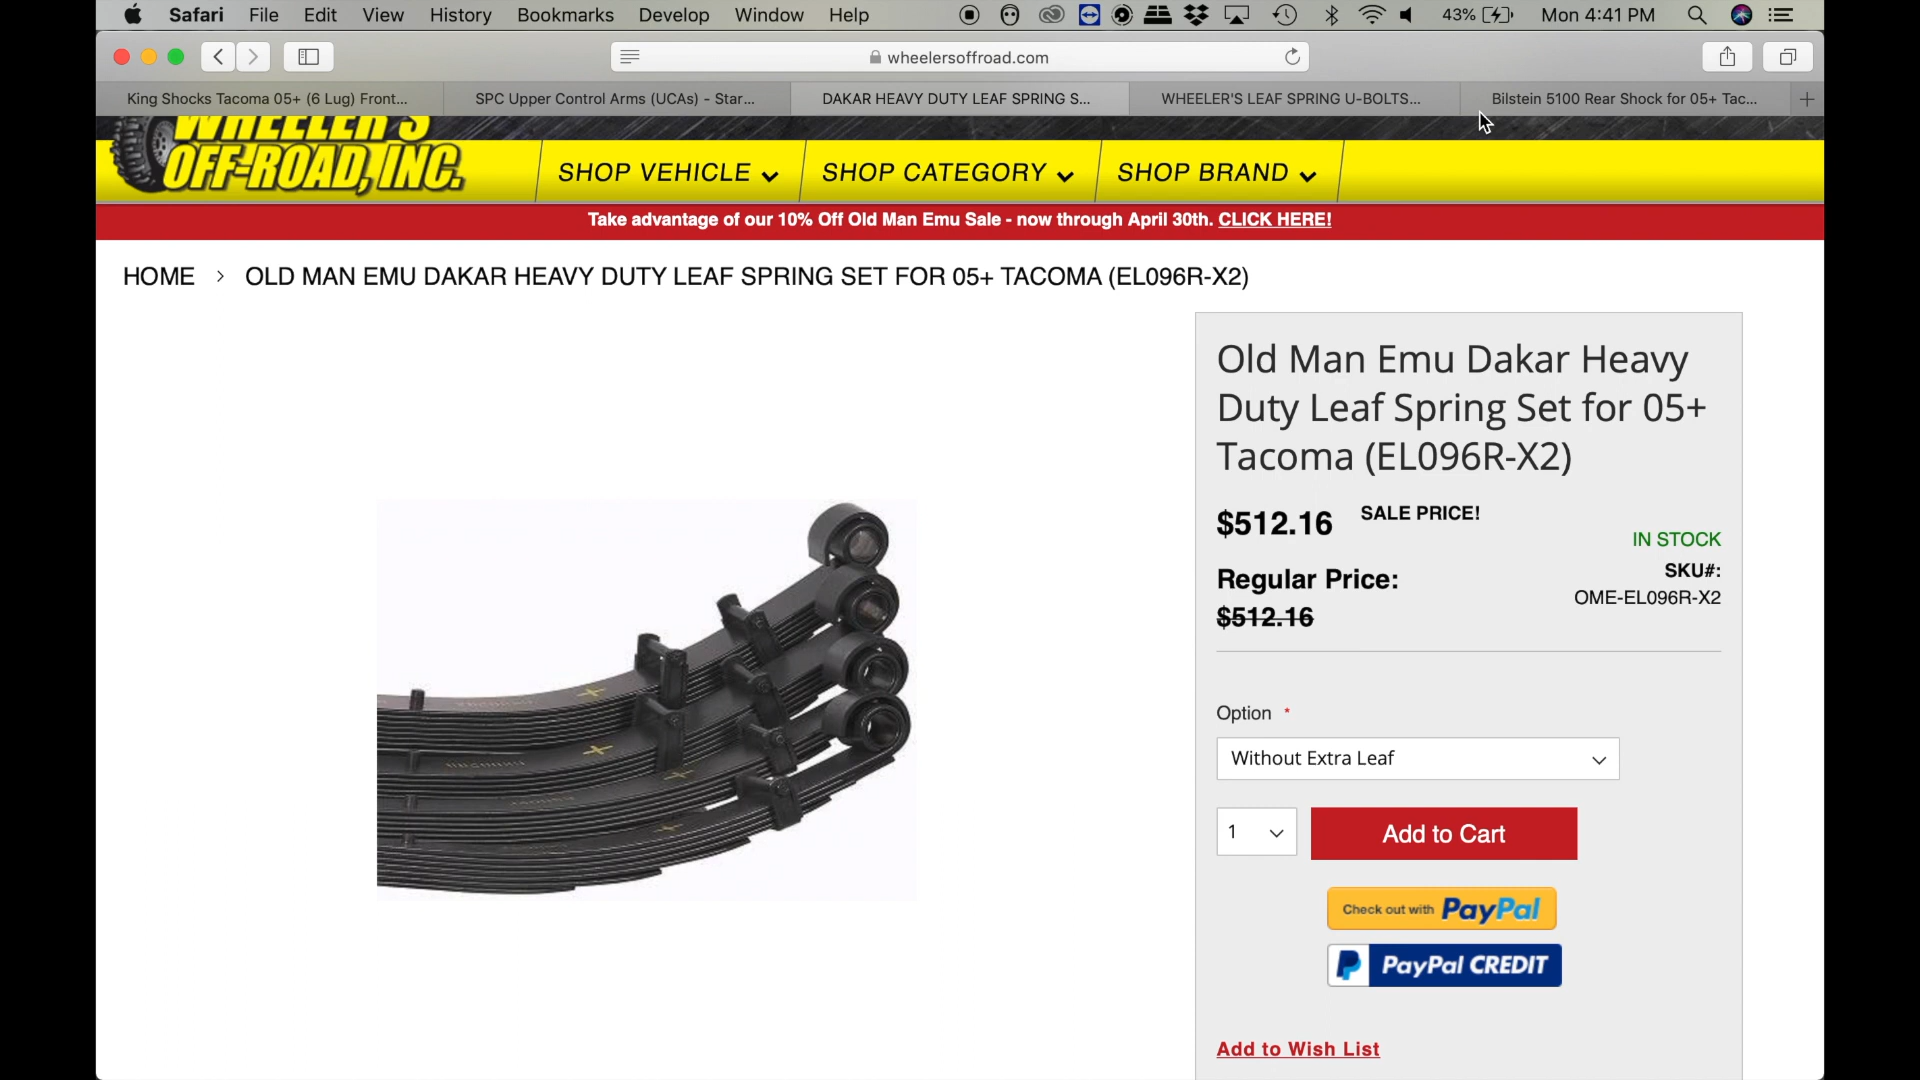 Safari File Edit View History Bookmarks Develop Window Help 43% Mon 4:41 PM
wheelersoffroad.com
King Shocks Tacoma 05+ (6 Lug) Front... SPC Upper Control Arms (UCAs) - Star... DAKAR HEAVY DUTY LEAF SPRING S... WHEELER'S LEAF SPRING U-BOLTS... Bilstein 5100 Rear Shock for 05+ Tac...
WHEELER'S
OFF-ROAD, INC.
SHOP VEHICLE SHOP CATEGORY SHOP BRAND
Take advantage of our 10% Off Old Man Emu Sale - now through April 30th. CLICK HERE!
HOME > OLD MAN EMU DAKAR HEAVY DUTY LEAF SPRING SET FOR 05+ TACOMA (EL096R-X2)
Old Man Emu Dakar Heavy
Duty Leaf Spring Set for 05+
Tacoma (EL096R-X2)
$512.16 SALE PRICE!
IN STOCK
Regular Price:
$512.16
SKU#:
OME-EL096R-X2
Option *
Without Extra Leaf
1 Add to Cart
Check out with PayPal
PayPal CREDIT
Add to Wish List